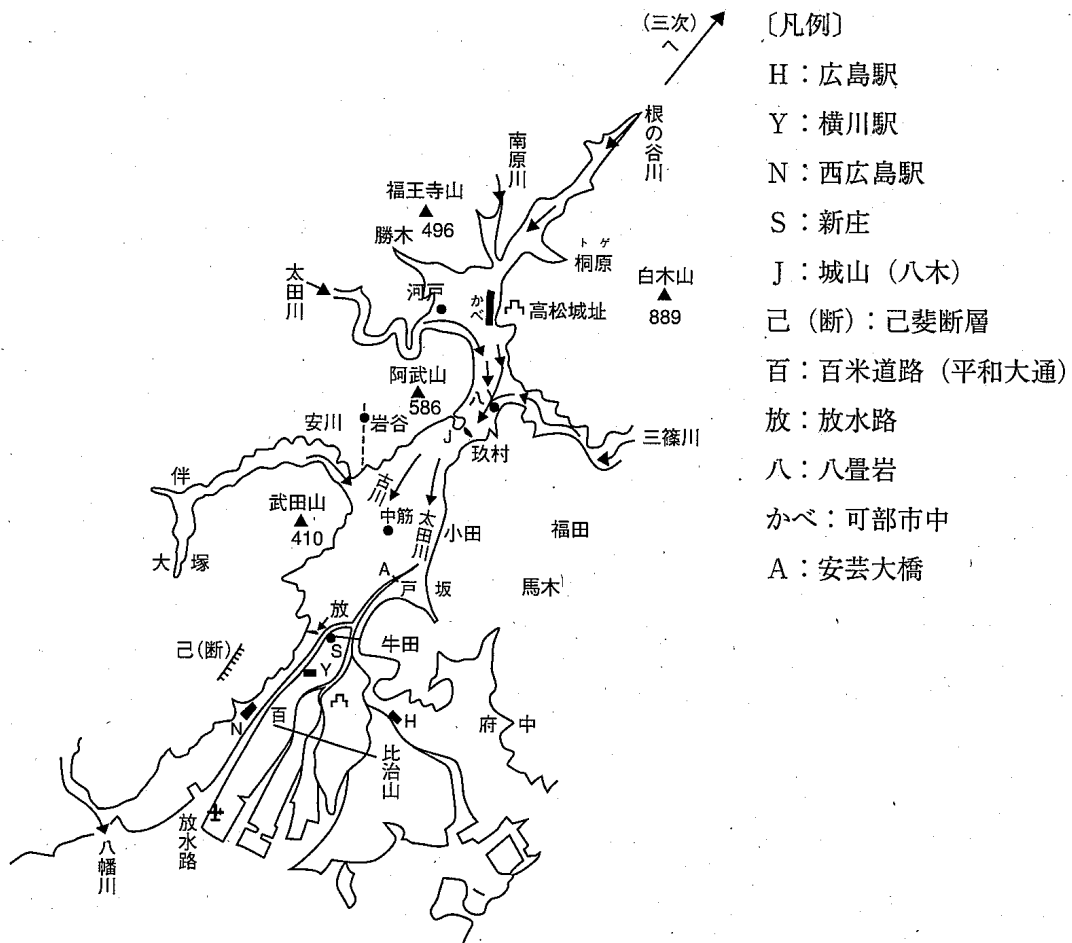 (三次)
へ
根の谷川
南原川
福王寺山
496
勝木
トゲ
桐原
太田川
河戸
かべ
高松城址
白木山
889
阿武山
586
八
安川
岩谷
J
玖村
三篠川
伴
古川
武田山
410
中筋
太田川
小田
福田
大塚
A
戸坂
馬木
放
己(断)
S
牛田
Y
N
百
H
府中
比治山
放水路
八幡川
〔凡例〕
H：広島駅
Y：横川駅
N：西広島駅
S：新庄
J：城山（八木）
己（断）：己斐断層
百：百米道路（平和大通）
放：放水路
八：八畳岩
かべ：可部市中
A：安芸大橋